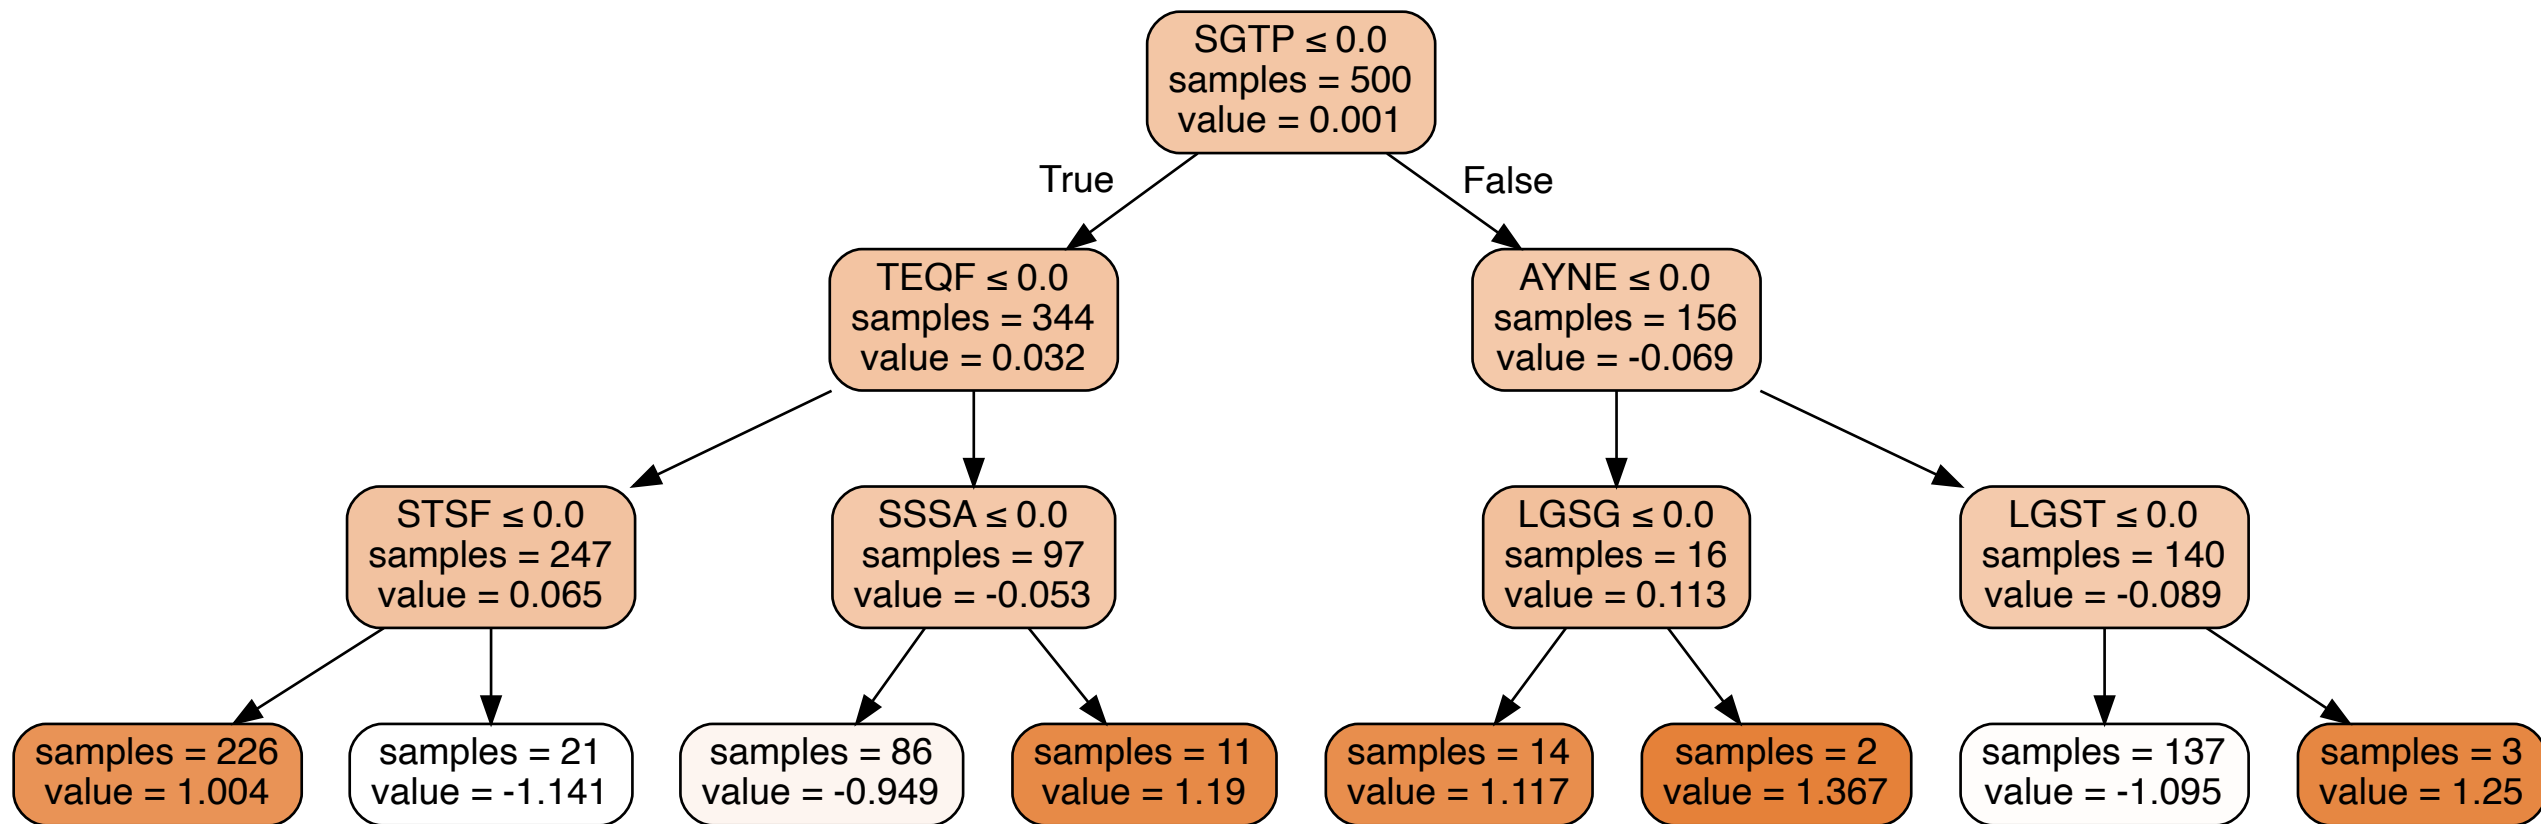 SGTP ≤ 0.0
samples = 500
value = 0.001
True
False
TEQF ≤ 0.0
samples = 344
value = 0.032
AYNE ≤ 0.0
samples = 156
value = -0.069
STSF ≤ 0.0
samples = 247
value = 0.065
SSSA ≤ 0.0
samples = 97
value = -0.053
LGSG ≤ 0.0
samples = 16
value = 0.113
LGST ≤ 0.0
samples = 140
value = -0.089
samples = 226
value = 1.004
samples = 21
value = -1.141
samples = 86
value = -0.949
samples = 11
value = 1.19
samples = 14
value = 1.117
samples = 2
value = 1.367
samples = 137
value = -1.095
samples = 3
value = 1.25